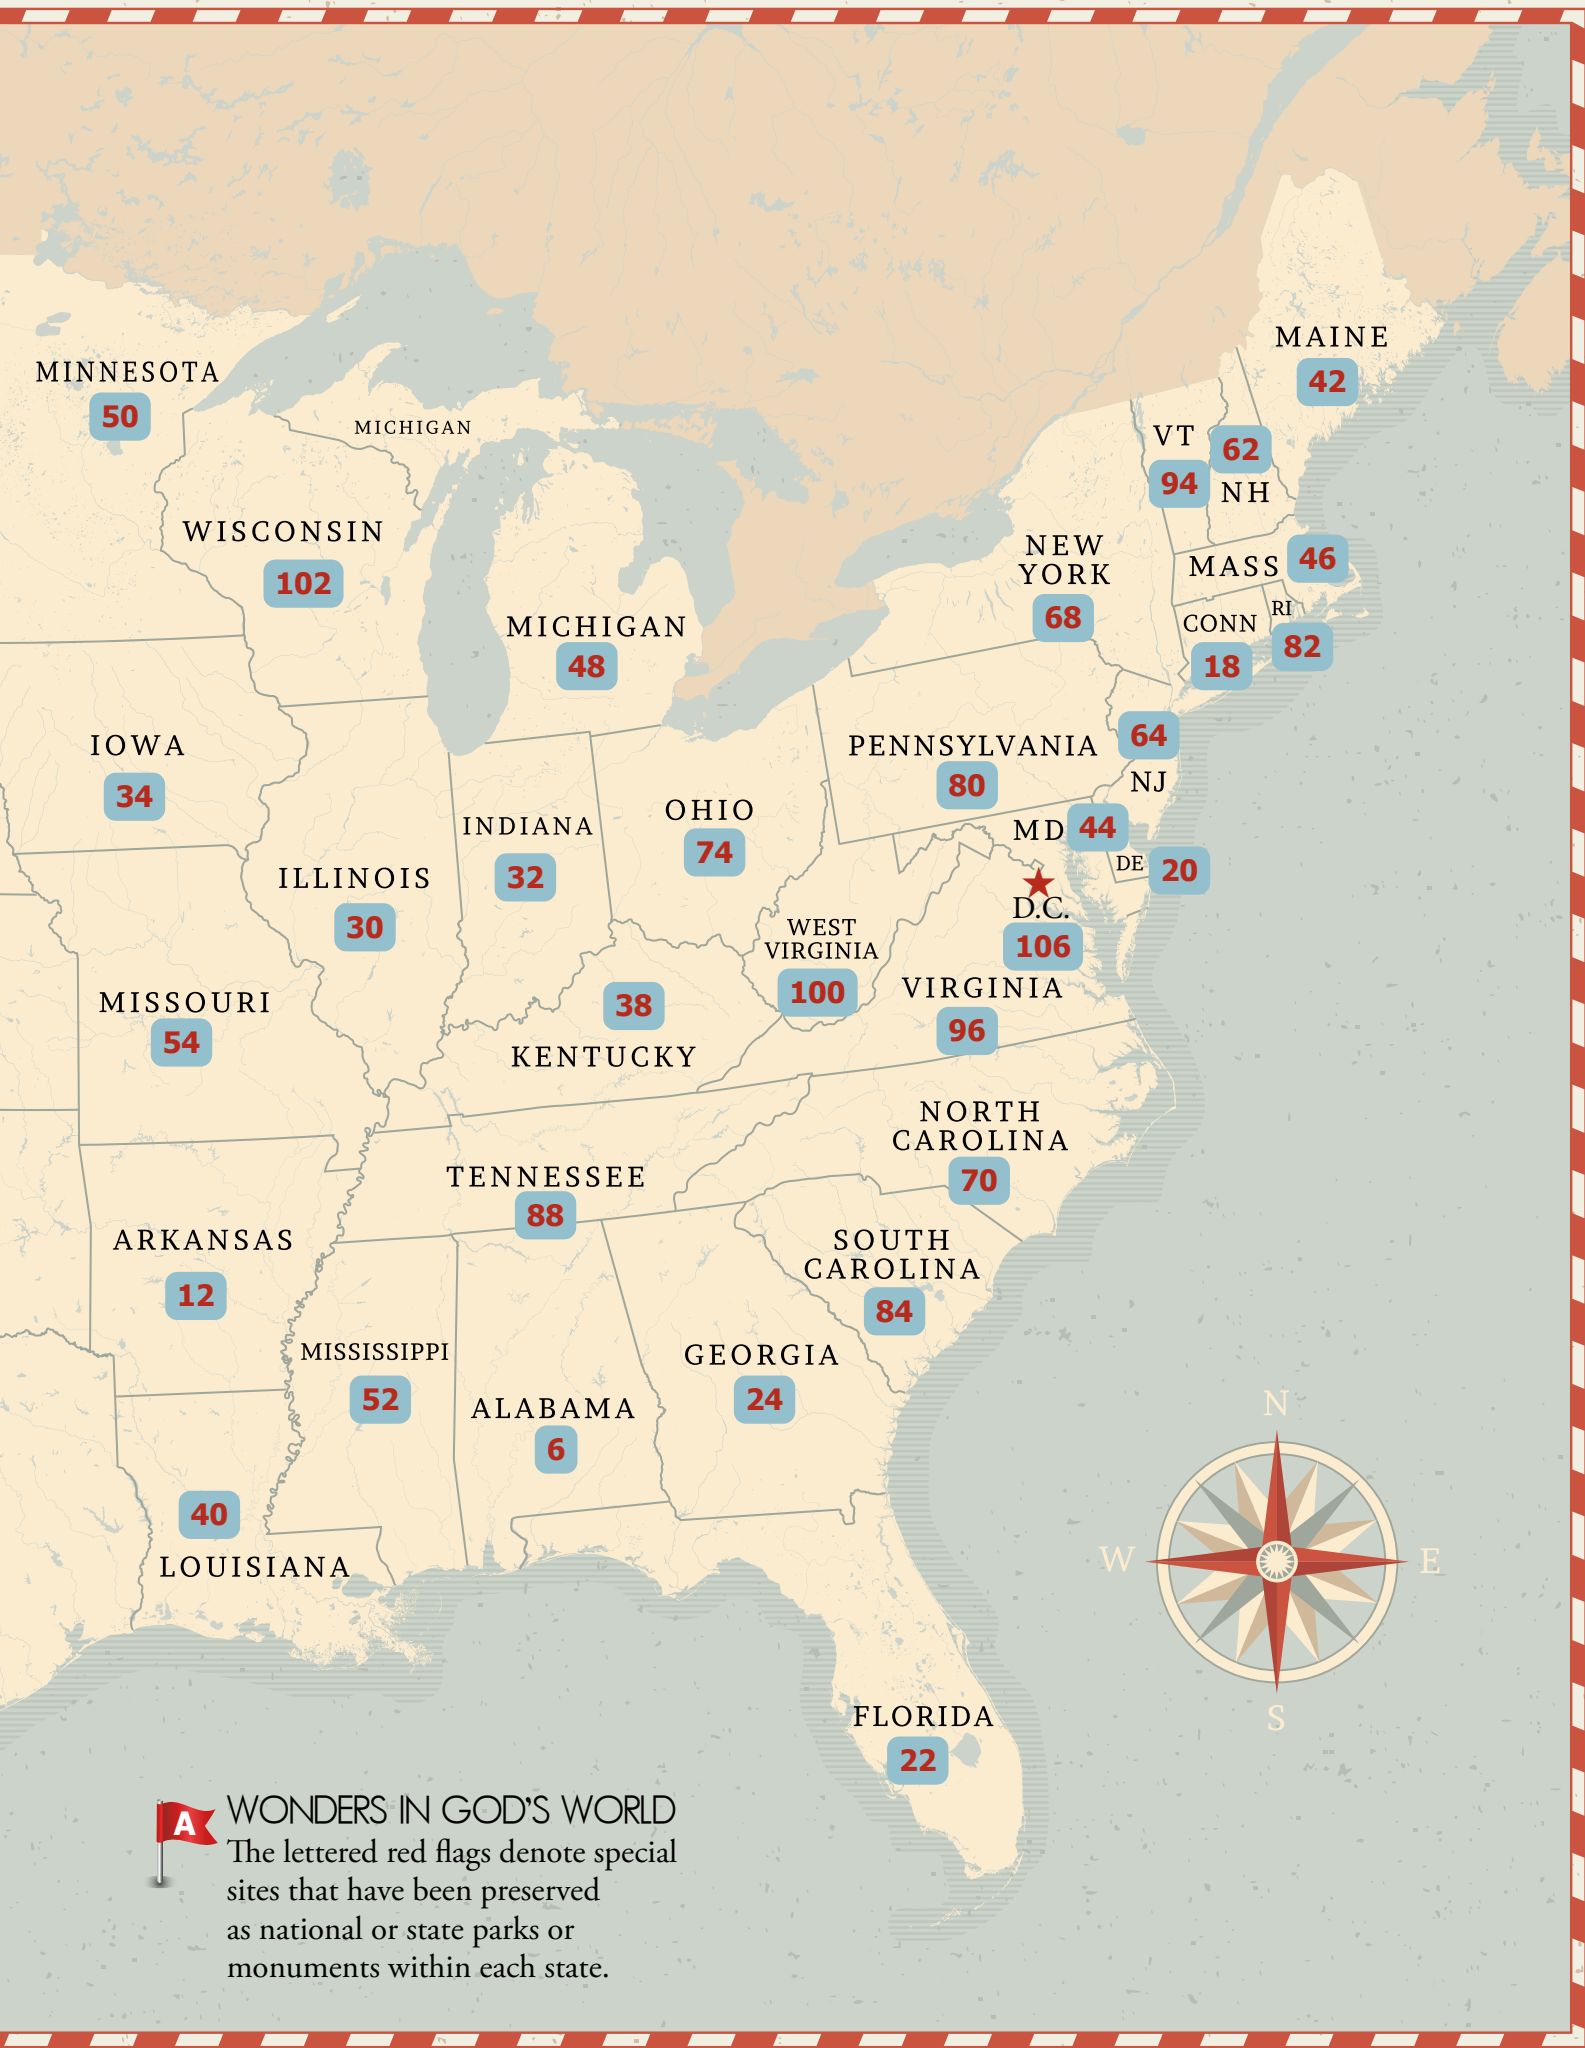 MAINE
42
MINNESOTA
50
MICHIGAN
VT
94
62
NH
WISCONSIN
102
NEW
YORK
68
MASS
46
RI
82
CONN
18
MICHIGAN
48
IOWA
34
PENNSYLVANIA
80
64
NJ
OHIO
74
INDIANA
32
MD
44
DE
20
ILLINOIS
30
D.C.
106
WEST
VIRGINIA
100
VIRGINIA
96
MISSOURI
54
38
KENTUCKY
NORTH
CAROLINA
70
TENNESSEE
88
ARKANSAS
12
SOUTH
CAROLINA
84
MISSISSIPPI
52
GEORGIA
24
ALABAMA
6
40
LOUISIANA
N
W
E
S
FLORIDA
22
A
WONDERS IN GOD'S WORLD
The lettered red flags denote special
sites that have been preserved
as national or state parks or
monuments within each state.